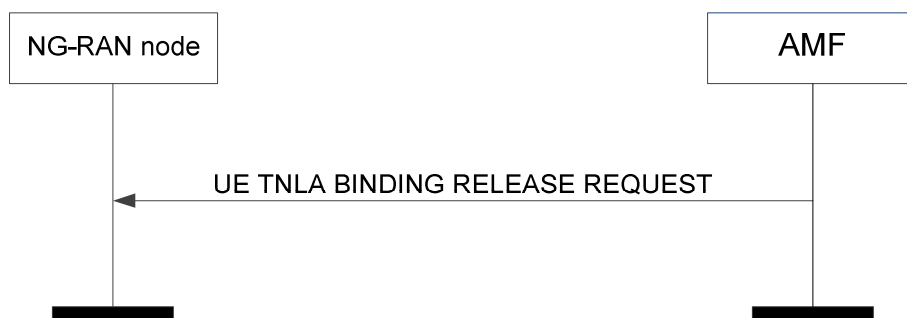 NG-RAN node
AMF
UE TNLA BINDING RELEASE REQUEST